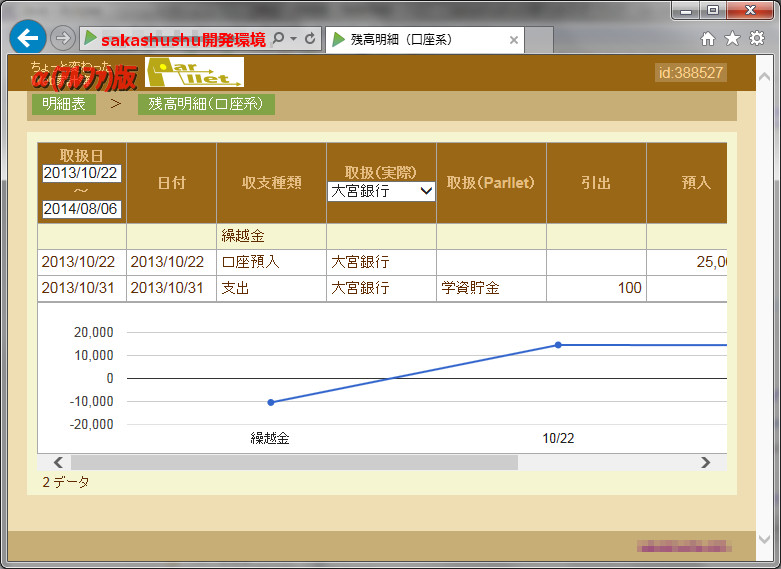 sakashushu開発環境
残高明細（口座系）
ちょーと変わった
α(アルファ)版
Parllet
id:388527
明細表 > 残高明細(口座系)
取扱日 2013/10/22 ～ 2014/08/06 日付 収支種類 取扱(実際) 大宮銀行 取扱(Parllet) 引出 預入
繰越金
2013/10/22 2013/10/22 口座預入 大宮銀行 25,0
2013/10/31 2013/10/31 支出 大宮銀行 学資貯金 100
20,000
10,000
0
-10,000
-20,000
繰越金 10/22
2 データ